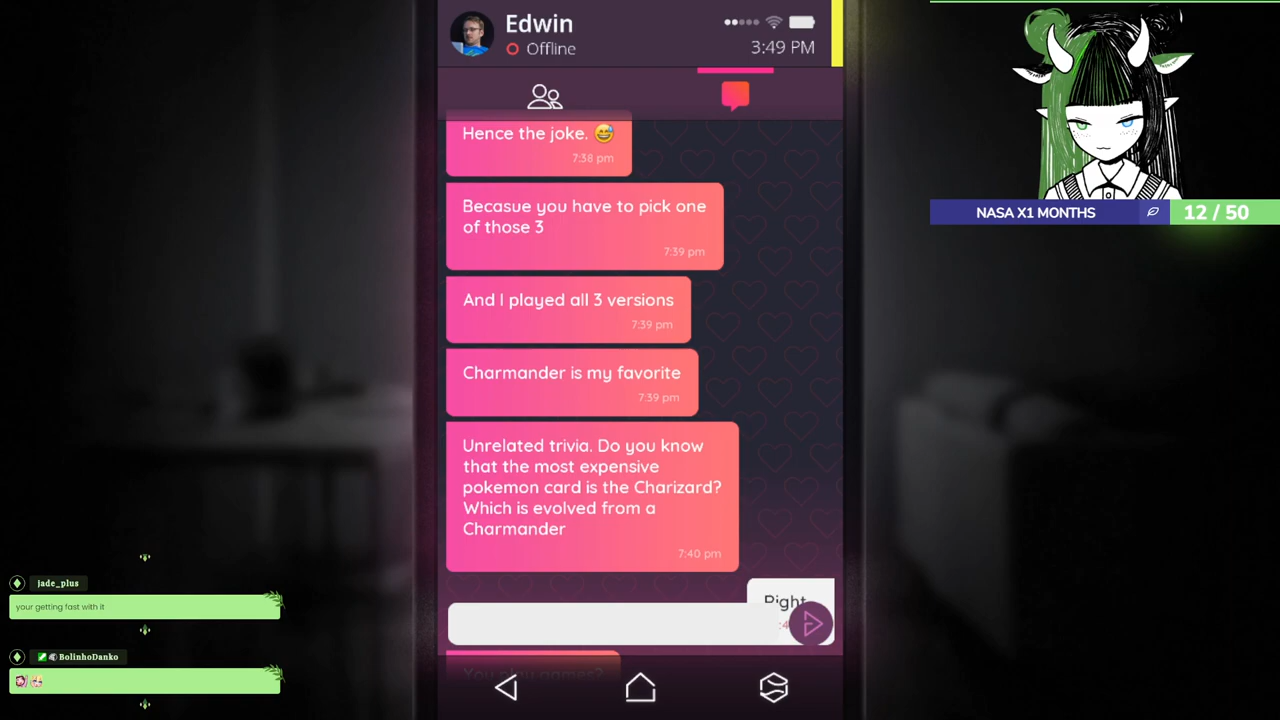 Edwin
Offline
3:49 PM
Hence the joke. 😅
7:38 pm
Becasue you have to pick one
of those 3
7:39 pm
And I played all 3 versions
7:39 pm
Charmander is my favorite
7:39 pm
Unrelated trivia. Do you know
that the most expensive
pokemon card is the Charizard?
Which is evolved from a
Charmander
7:40 pm
Right
You play games?
NASA X1 MONTHS
12 / 50
Jade_plus
your getting fast with it
BolinhoDanko